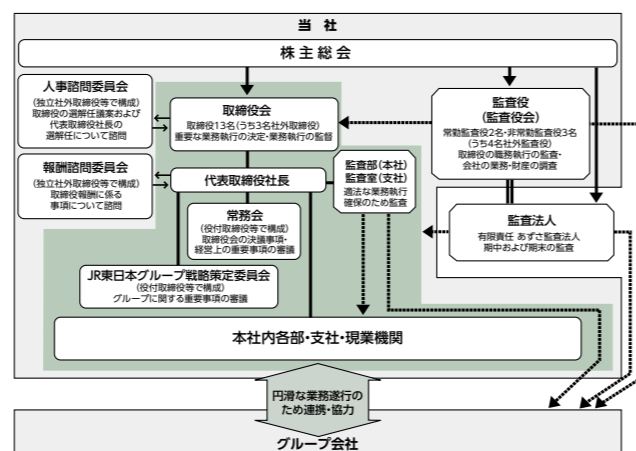 当 社
株主総会
人事諮問委員会
(独立社外取締役等で構成)
取締役の選解任議案および
代表取締役社長の
選解任について諮問
取締役会
取締役13名(うち3名社外取締役)
重要な業務執行の決定・業務執行の監督
監査役
(監査役会)
常勤監査役2名・非常勤監査役3名
(うち4名社外監査役)
取締役の職務執行の監査・
会社の業務・財産の調査
報酬諮問委員会
(独立社外取締役等で構成)
取締役報酬に係る
事項について諮問
代表取締役社長
監査部(本社)
監査室(支社)
適法な業務執行
確保のため監査
常務会
(役付取締役等で構成)
取締役会の決議事項・
経営上の重要事項の審議
監査法人
有限責任 あずさ監査法人
期中および期末の監査
JR東日本グループ戦略策定委員会
(役付取締役等で構成)
グループに関する重要事項の審議
本社内各部・支社・現業機関
円滑な業務遂行の
ため連携・協力
グループ会社